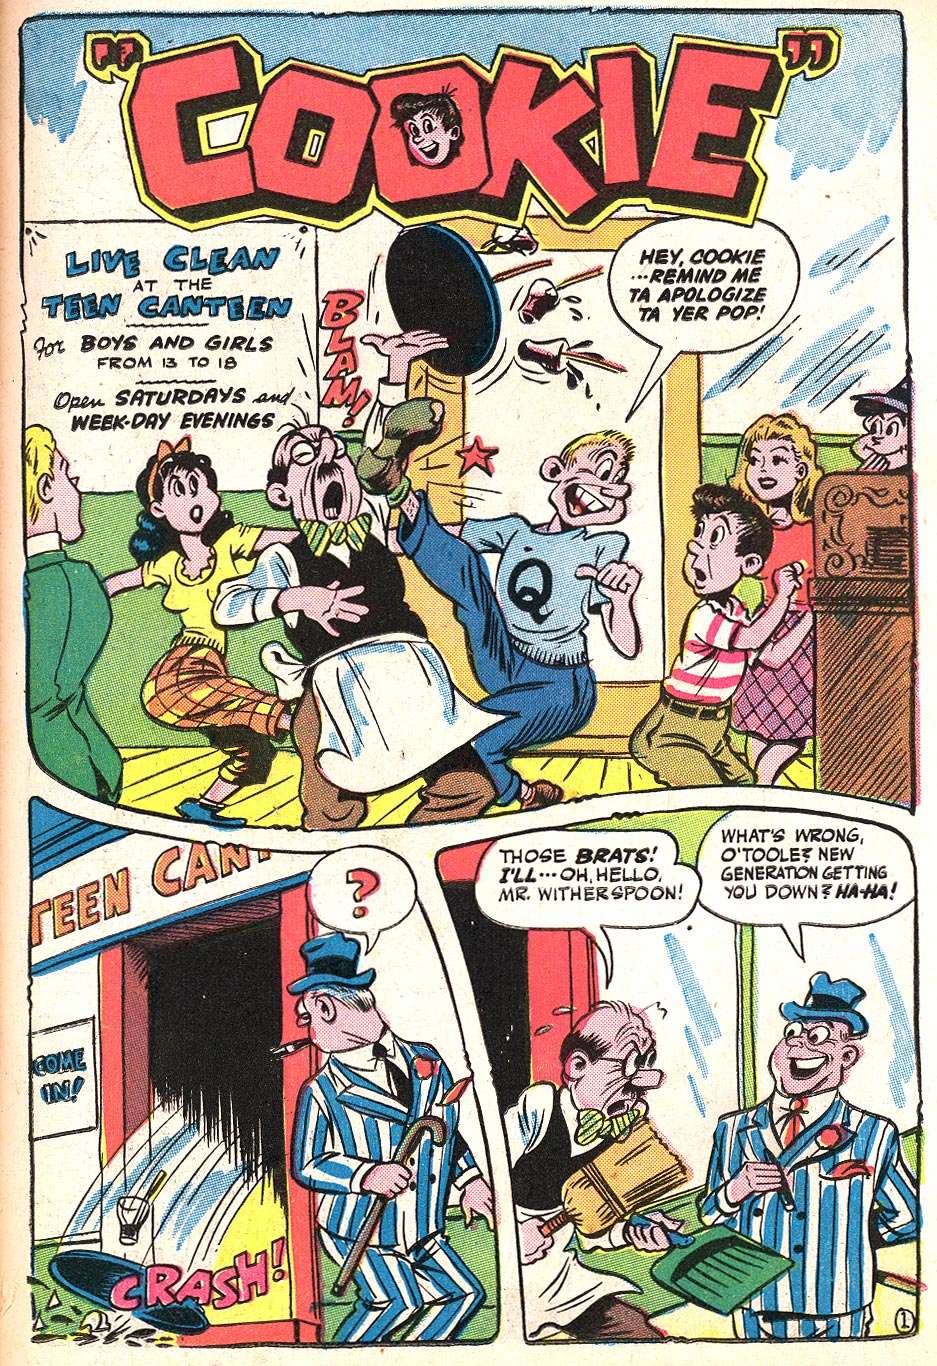 "COOKIE"
LIVE CLEAN
AT THE
TEEN CANTEEN
For BOYS AND GIRLS
FROM 13 TO 18
Open SATURDAYS and
WEEK-DAY EVENINGS
BLAM!
HEY, COOKIE
...REMIND ME
TA APOLOGIZE
TA YER POP!
Q
TEEN CANT
?
COME
IN!
CRASH!
THOSE BRATS!
I'LL... OH, HELLO,
MR. WITHERSPOON!
WHAT'S WRONG,
O'TOOLE? NEW
GENERATION GETTING
YOU DOWN? HA-HA!
1